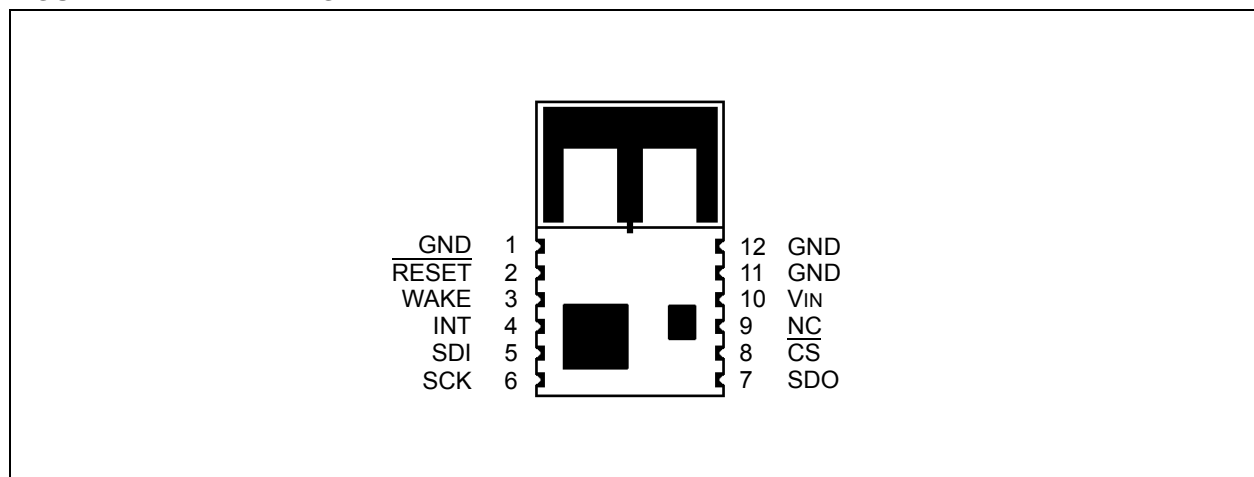 GND 1 12 GND
RESET 2 11 GND
WAKE 3 10 VIN
INT 4 9 NC
SDI 5 8 CS
SCK 6 7 SDO